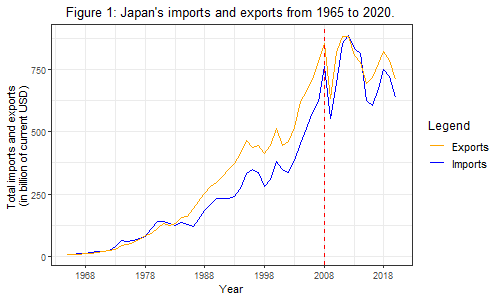 Figure 1: Japan's imports and exports from 1965 to 2020.
Total imports and exports
(in billion of current USD)
750
500
250
0
1968 1978 1988 1998 2008 2018
Year
Legend
Exports
Imports